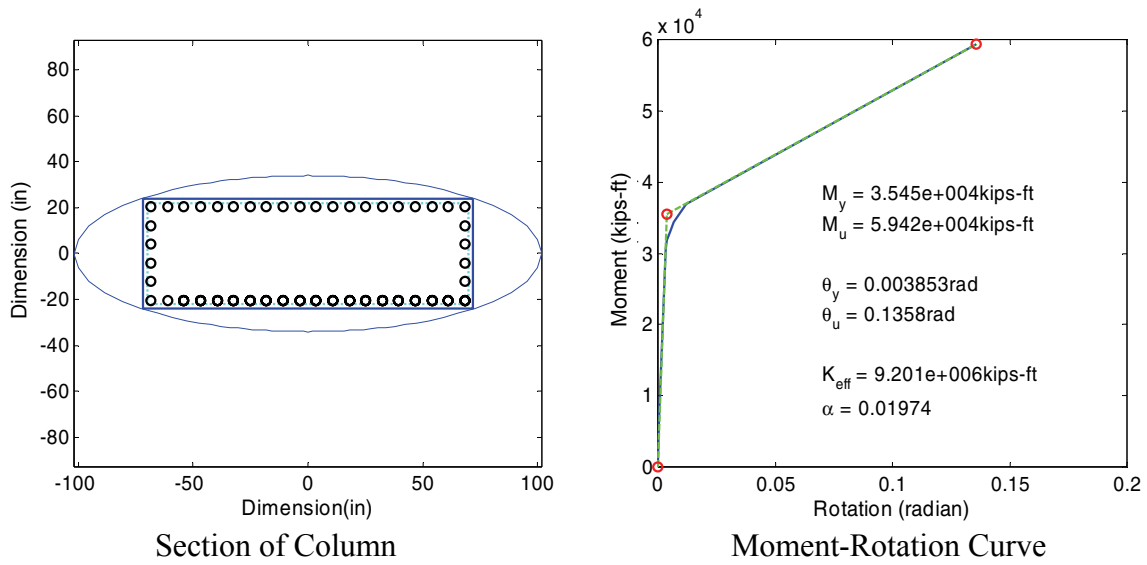 80
60
40
20
0
-20
-40
-60
-80
Dimension (in)
-100
-50
0
50
100
Dimension(in)
Section of Column
x 10^4
6
5
4
3
2
1
0
Moment (kips-ft)
M_y = 3.545e+004kips-ft
M_u = 5.942e+004kips-ft
θ_y = 0.003853rad
θ_u = 0.1358rad
K_eff = 9.201e+006kips-ft
α = 0.01974
0
0.05
0.1
0.15
0.2
Rotation (radian)
Moment-Rotation Curve